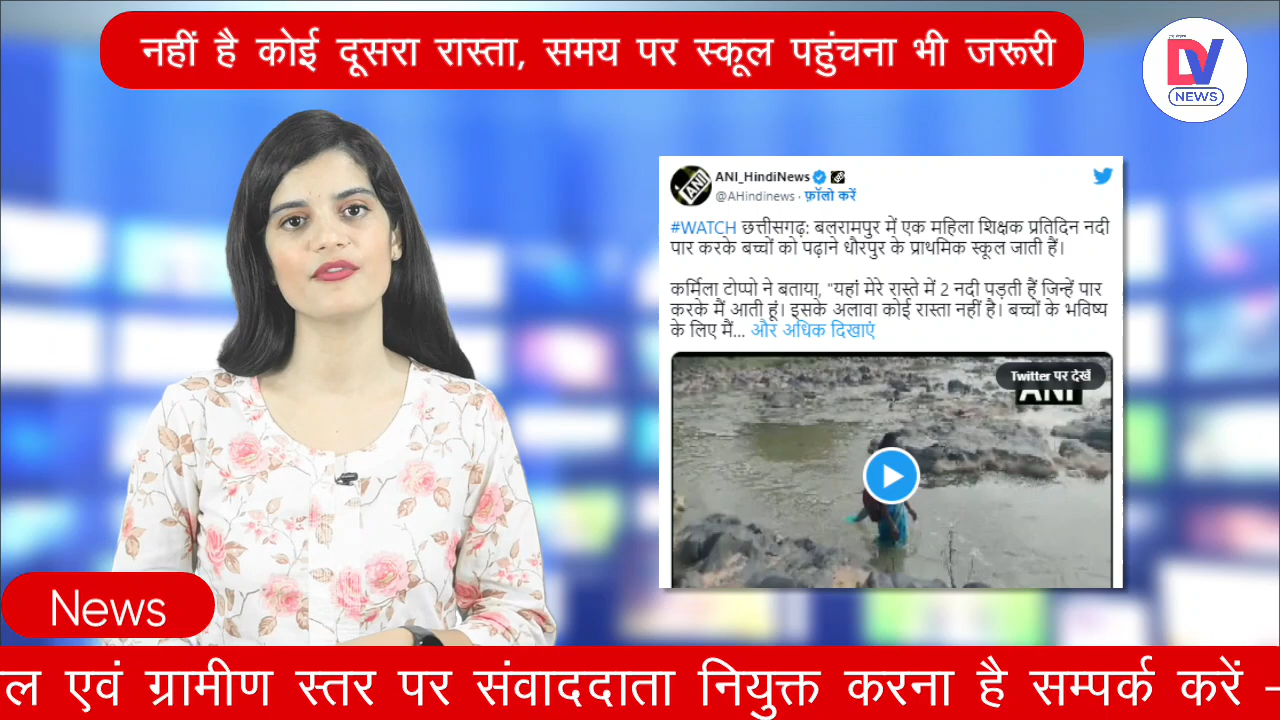 नहीं है कोई दूसरा रास्ता, समय पर स्कूल पहुंचना भी जरूरी
DV
NEWS
ANI_HindiNews
@AHindinews · फ़ॉलो करें
#WATCH छत्तीसगढ़: बलरामपुर में एक महिला शिक्षक प्रतिदिन नदी
पार करके बच्चों को पढ़ाने धौरपुर के प्राथमिक स्कूल जाती हैं।
कर्मिला टोप्पो ने बताया, "यहां मेरे रास्ते में 2 नदी पड़ती हैं जिन्हें पार
करके मैं आती हूं। इसके अलावा कोई रास्ता नहीं है। बच्चों के भविष्य
के लिए मैं... और अधिक दिखाएं
Twitter पर देखें
ANI
News
ल एवं ग्रामीण स्तर पर संवाददाता नियुक्त करना है सम्पर्क करें -